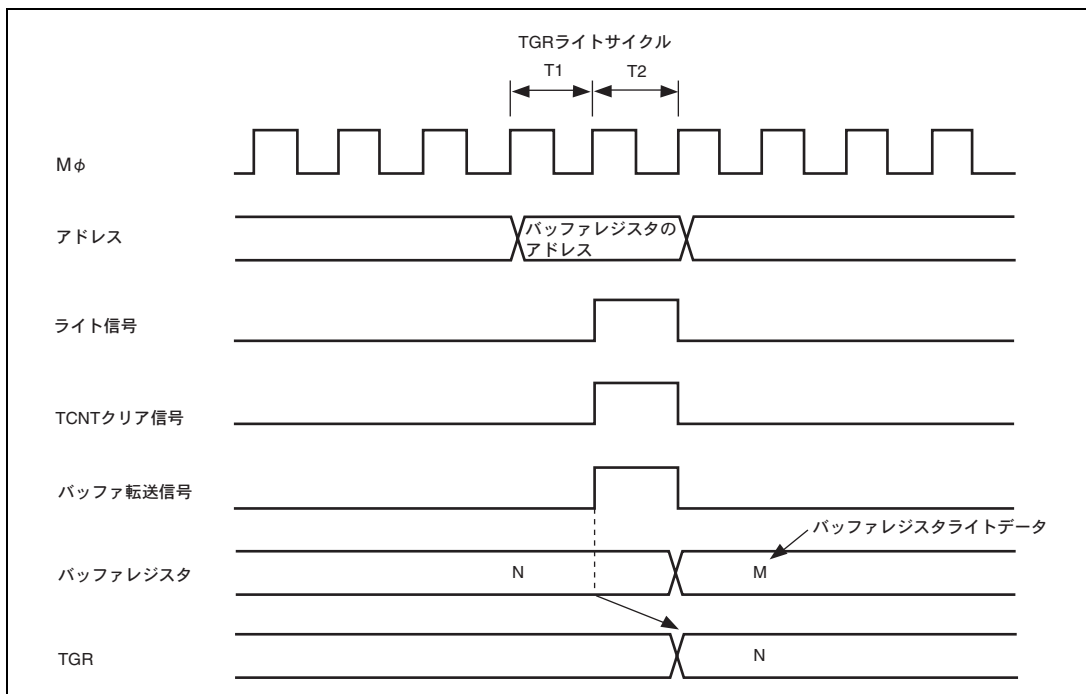 TGRライトサイクル
T1
T2
Mφ
アドレス
バッファレジスタの
アドレス
ライト信号
TCNTクリア信号
バッファ転送信号
バッファレジスタライトデータ
バッファレジスタ
N
M
TGR
N